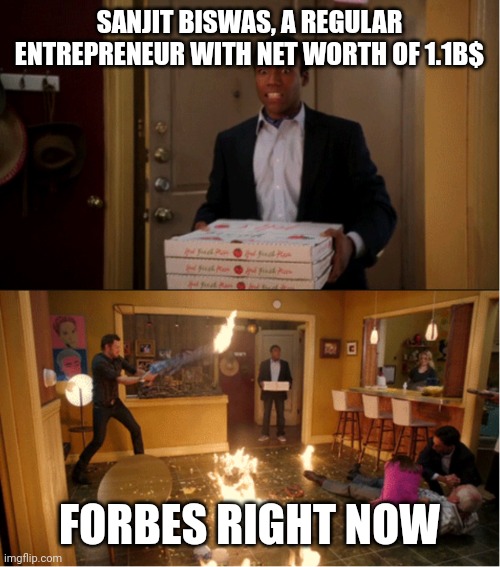 SANJIT BISWAS, A REGULAR
ENTREPRENEUR WITH NET WORTH OF 1.1B$
FORBES RIGHT NOW
imgflip.com